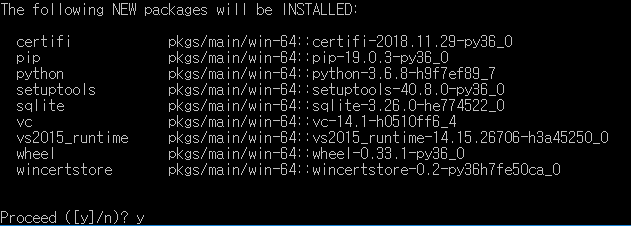 The following NEW packages will be INSTALLED:
certifi pkgs/main/win-64::certifi-2018.11.29-py36_0
pip pkgs/main/win-64::pip-19.0.3-py36_0
python pkgs/main/win-64::python-3.6.8-h9f7ef89_7
setuptools pkgs/main/win-64::setuptools-40.8.0-py36_0
sqlite pkgs/main/win-64::sqlite-3.26.0-he774522_0
vc pkgs/main/win-64::vc-14.1-h0510ff6_4
vs2015_runtime pkgs/main/win-64::vs2015_runtime-14.15.26706-h3a45250_0
wheel pkgs/main/win-64::wheel-0.33.1-py36_0
wincertstore pkgs/main/win-64::wincertstore-0.2-py36h7fe50ca_0
Proceed ([y]/n)? y